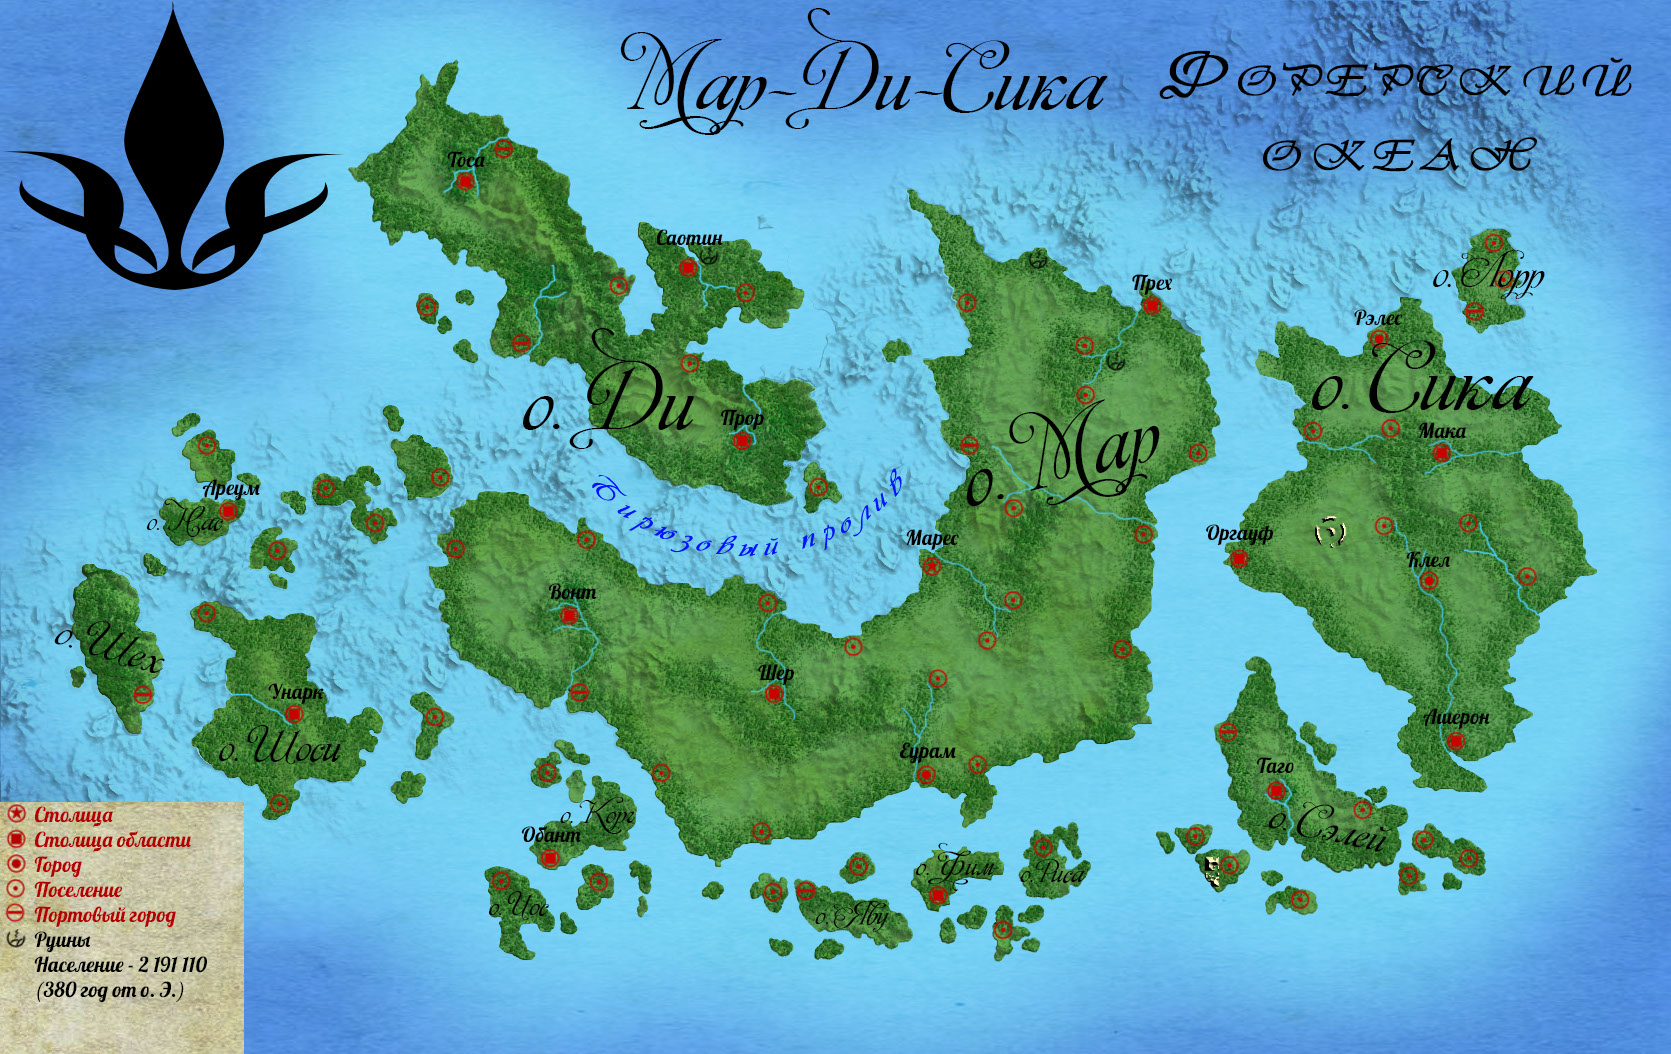 Мар-Ди-Сика
Форерский
океан
Тоса
Саотин
Прех
о. Лорр
Рэлес
о. Ди
Прор
о. Сика
Мака
о. Мар
Бирюзовый пролив
Ареум
о. Нас
Марес
Оргауф
Клел
Вонт
о. Шех
Унарк
о. Шоси
Шер
Еурам
Ашерон
Таго
о. Сэлей
о. Корг
Обант
о. Фим
о. Риса
о. Иос
о. Ябу
Столица
Столица области
Город
Поселение
Портовый город
Руины
Население - 2 191 110
(380 год от о. Э.)